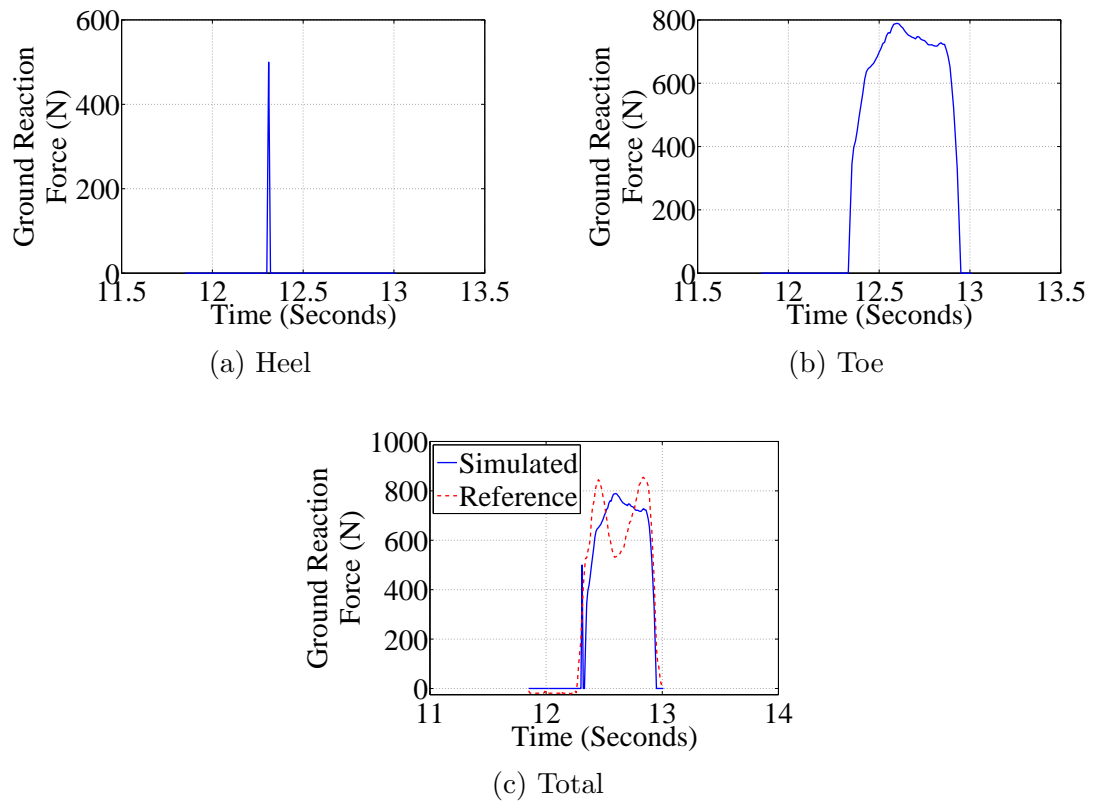 600
400
200
0
Ground Reaction
Force (N)
11.5 12 12.5 13 13.5
Time (Seconds)
(a) Heel
800
600
400
200
0
Ground Reaction
Force (N)
11.5 12 12.5 13 13.5
Time (Seconds)
(b) Toe
1000
800
600
400
200
0
Ground Reaction
Force (N)
Simulated
Reference
11 12 13 14
Time (Seconds)
(c) Total